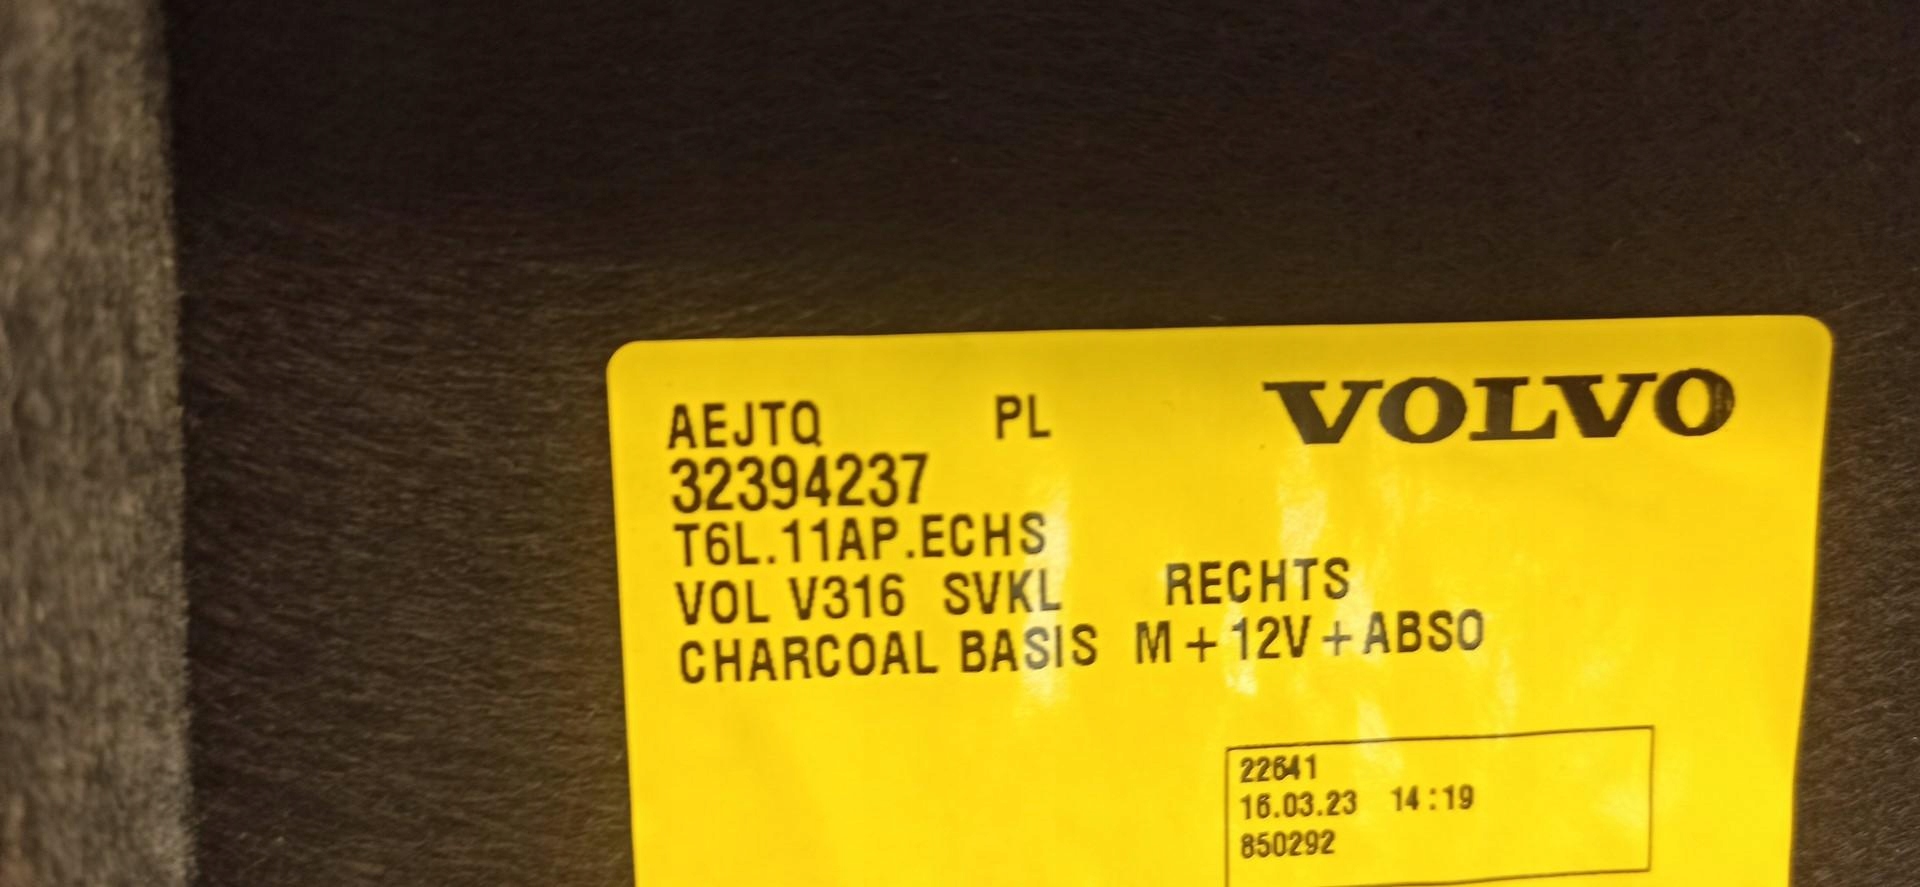 AEJTQ PL VOLVO
32394237
T6L.11AP.ECHS
VOL V316 SVKL RECHTS
CHARCOAL BASIS M+12V+ABSO
22641
16.03.23 14:19
850292